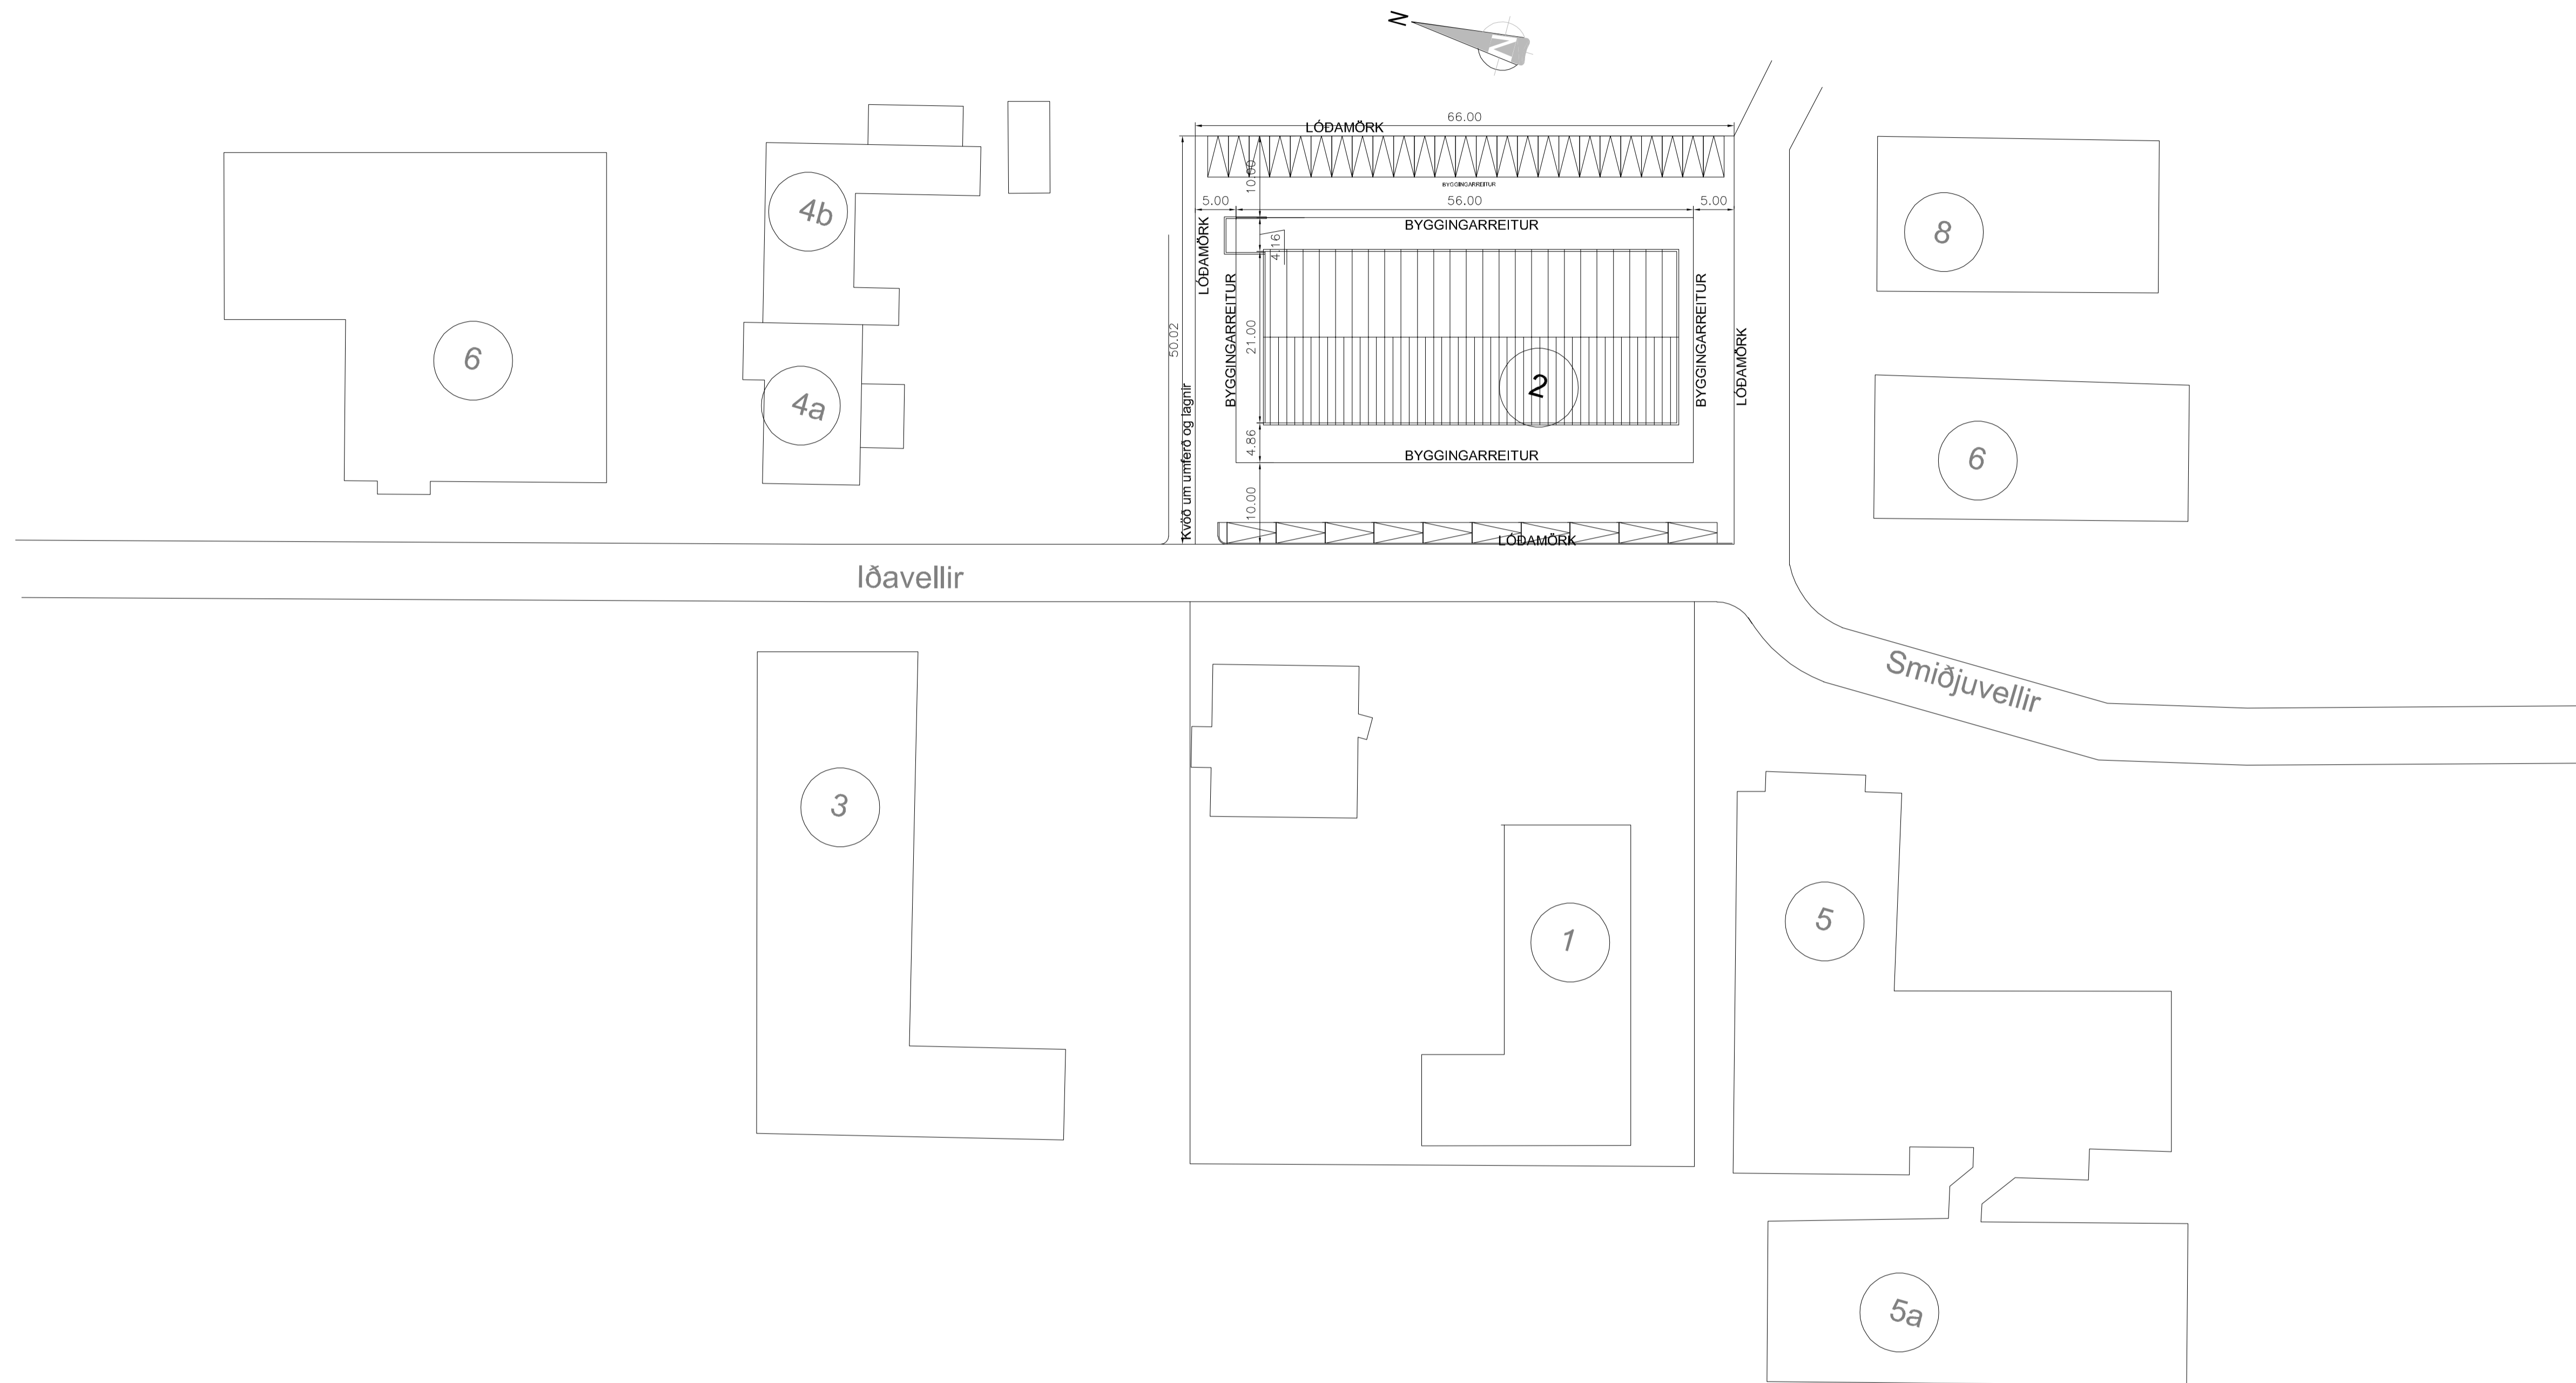 N
N
66.00
LÓÐAMÖRK
10.00
BYGGINGARREITUR
5.00
56.00
5.00
BYGGINGARREITUR
4.16
LÓÐAMÖRK
BYGGINGARREITUR
BYGGINGARREITUR
LÓÐAMÖRK
50.02
21.00
4b
8
6
4a
2
6
Kvöð um umferð og lagnir
4.86
BYGGINGARREITUR
10.00
LÓÐAMÖRK
Iðavellir
Smiðjuvellir
3
1
5
5a